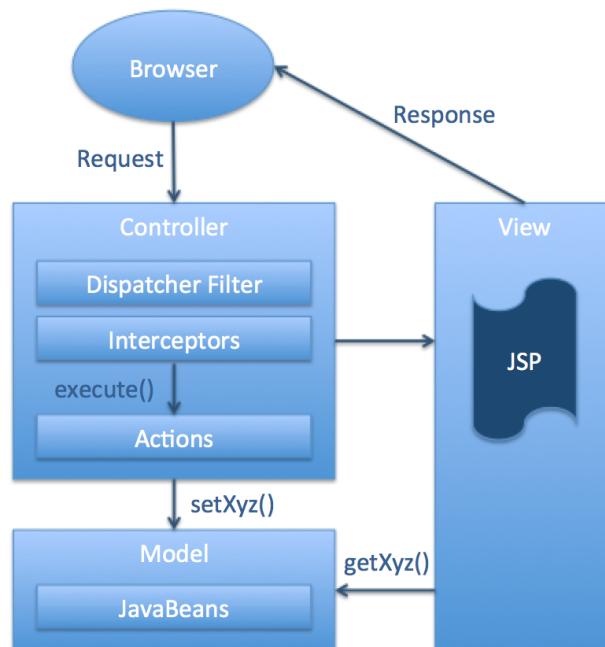 Browser
Response
Request
Controller
View
Dispatcher Filter
Interceptors
JSP
execute()
Actions
setXyz()
Model
getXyz()
JavaBeans